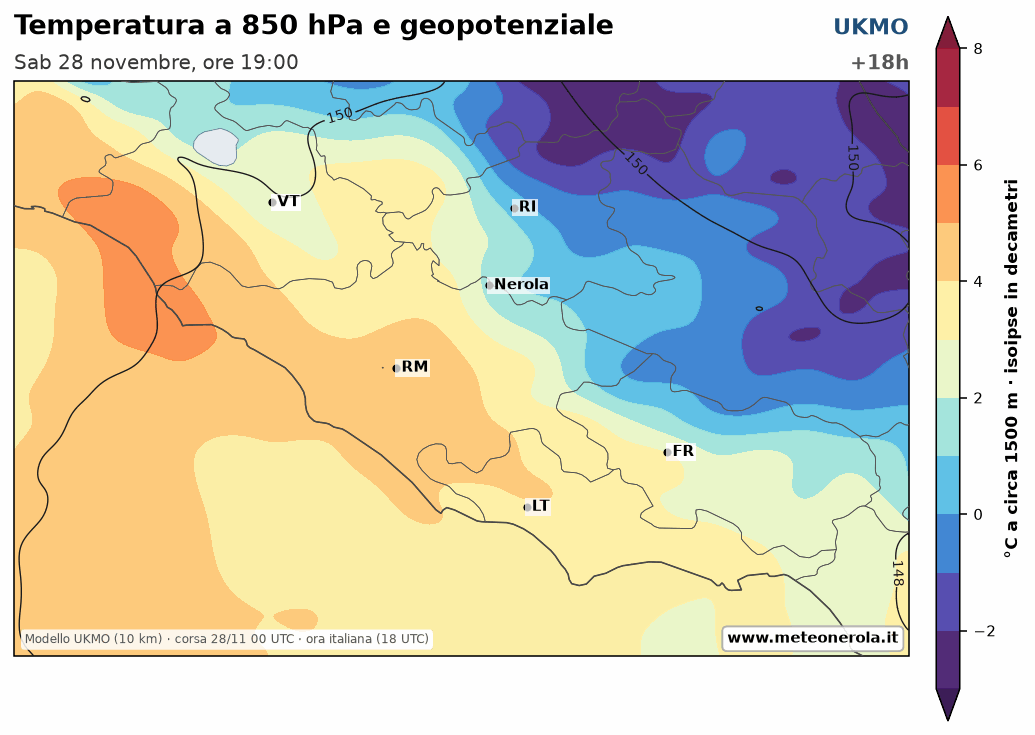 Temperatura a 850 hPa e geopotenziale
UKMO
Sab 28 novembre, ore 19:00
+18h
0
150
150
150
VT
RI
Nerola
0
RM
FR
LT
148
Modello UKMO (10 km) · corsa 28/11 00 UTC · ora italiana (18 UTC)
www.meteonerola.it
8
6
4
2
0
−2
°C a circa 1500 m · isoipse in decametri